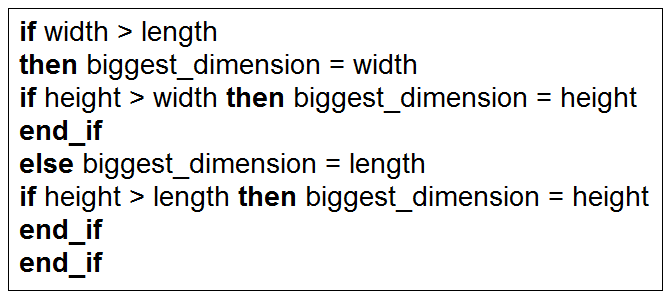 if width > length
then biggest_dimension = width
if height > width then biggest_dimension = height
end_if
else biggest_dimension = length
if height > length then biggest_dimension = height
end_if
end_if